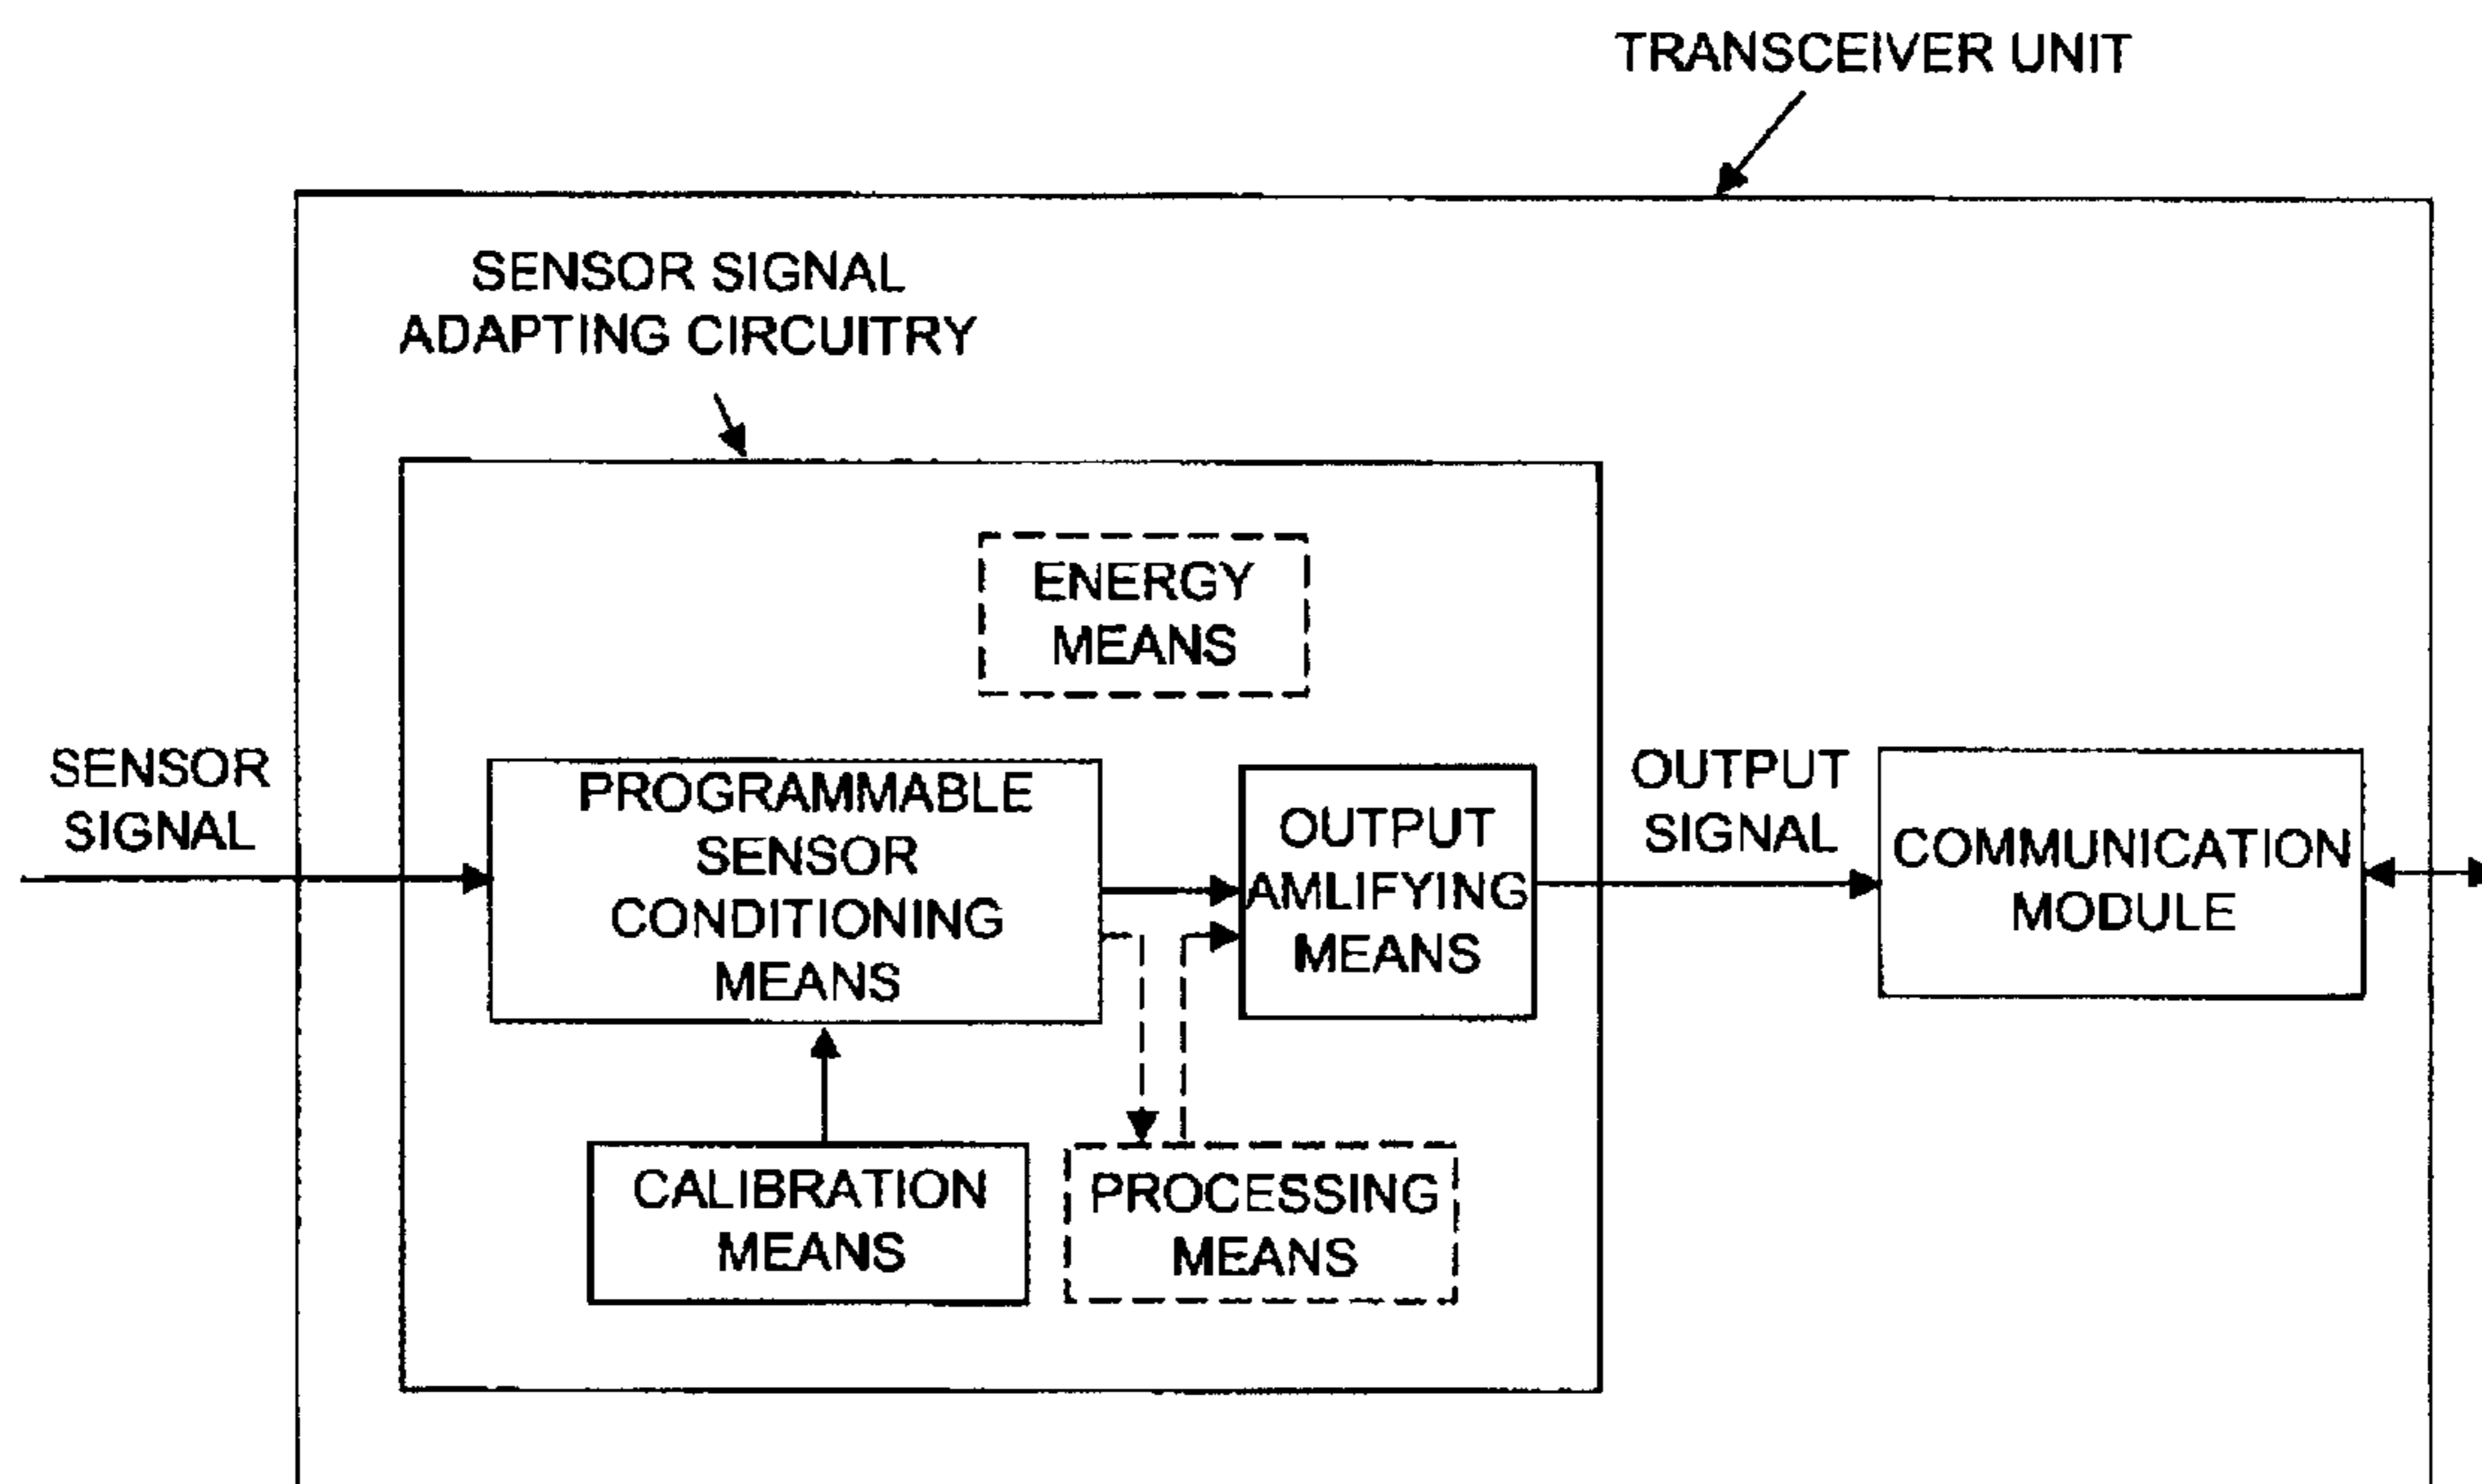 TRANSCEIVER UNIT
SENSOR SIGNAL
ADAPTING CIRCUITRY
ENERGY
MEANS
SENSOR
SIGNAL
PROGRAMMABLE
SENSOR
CONDITIONING
MEANS
OUTPUT
AMLIFYING
MEANS
OUTPUT
SIGNAL
COMMUNICATION
MODULE
CALIBRATION
MEANS
PROCESSING
MEANS